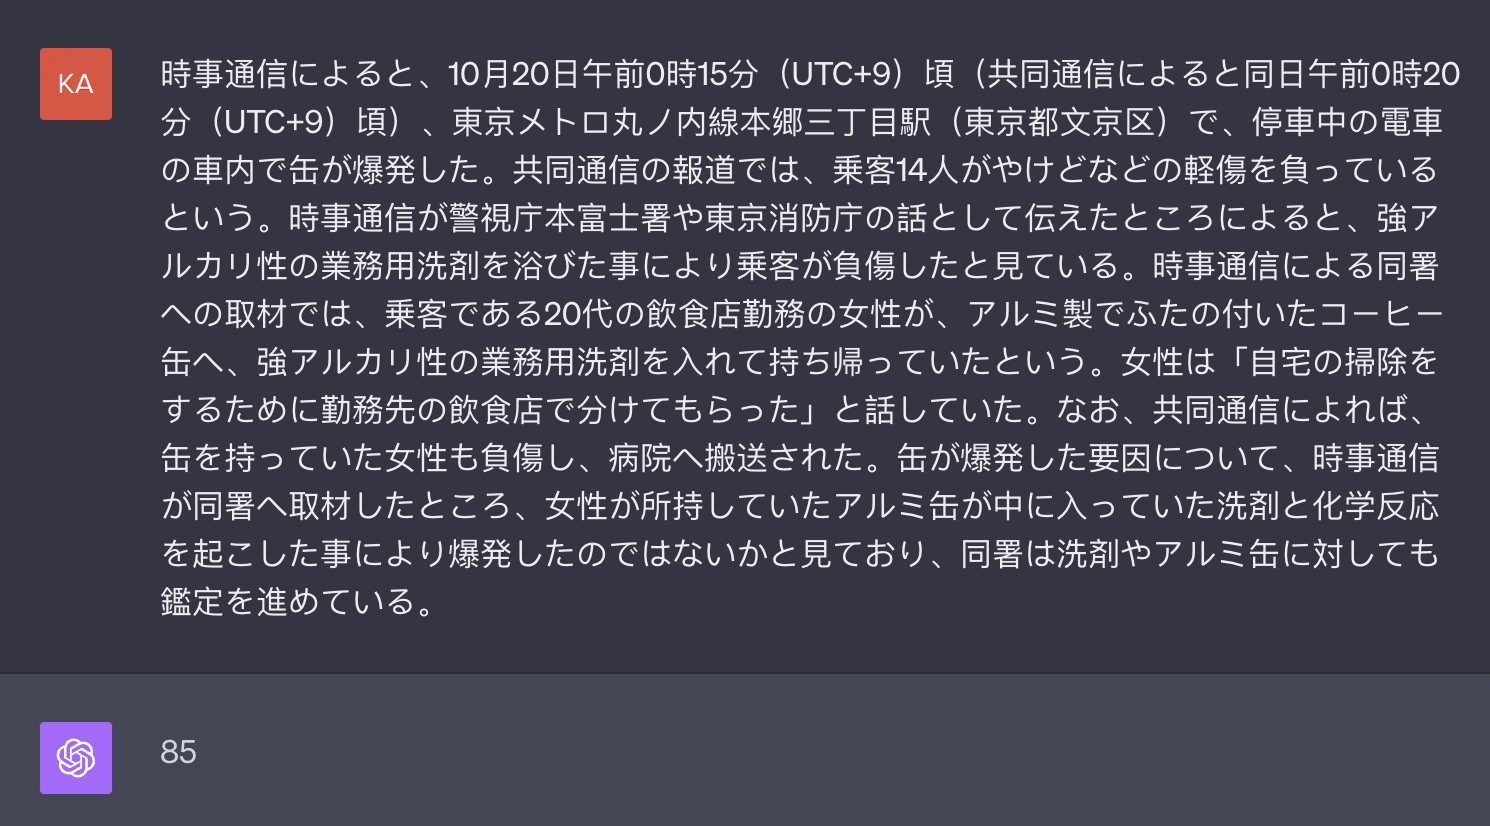 KA
時事通信によると、10月20日午前0時15分（UTC+9）頃（共同通信によると同日午前0時20
分（UTC+9）頃）、東京メトロ丸ノ内線本郷三丁目駅（東京都文京区）で、停車中の電車
の車内で缶が爆発した。共同通信の報道では、乗客14人がやけどなどの軽傷を負っている
という。時事通信が警視庁本富士署や東京消防庁の話として伝えたところによると、強ア
ルカリ性の業務用洗剤を浴びた事により乗客が負傷したと見ている。時事通信による同署
への取材では、乗客である20代の飲食店勤務の女性が、アルミ製でふたの付いたコーヒー
缶へ、強アルカリ性の業務用洗剤を入れて持ち帰っていたという。女性は「自宅の掃除を
するために勤務先の飲食店で分けてもらった」と話していた。なお、共同通信によれば、
缶を持っていた女性も負傷し、病院へ搬送された。缶が爆発した要因について、時事通信
が同署へ取材したところ、女性が所持していたアルミ缶が中に入っていた洗剤と化学反応
を起こした事により爆発したのではないかと見ており、同署は洗剤やアルミ缶に対しても
鑑定を進めている。
85